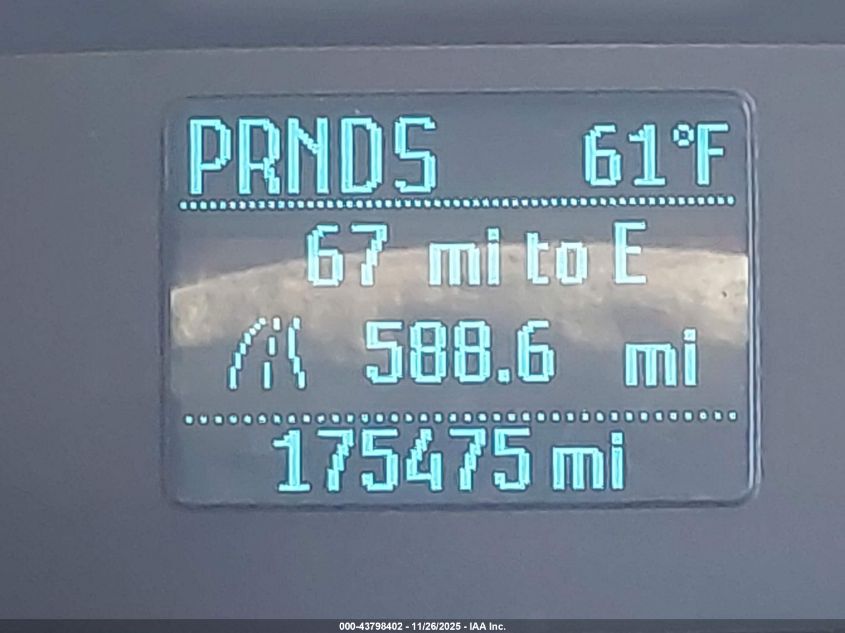 PRNDS 61°F
67 mi to E
588.6 mi
175475 mi
000-43798402 - 11/26/2025 - IAA Inc.